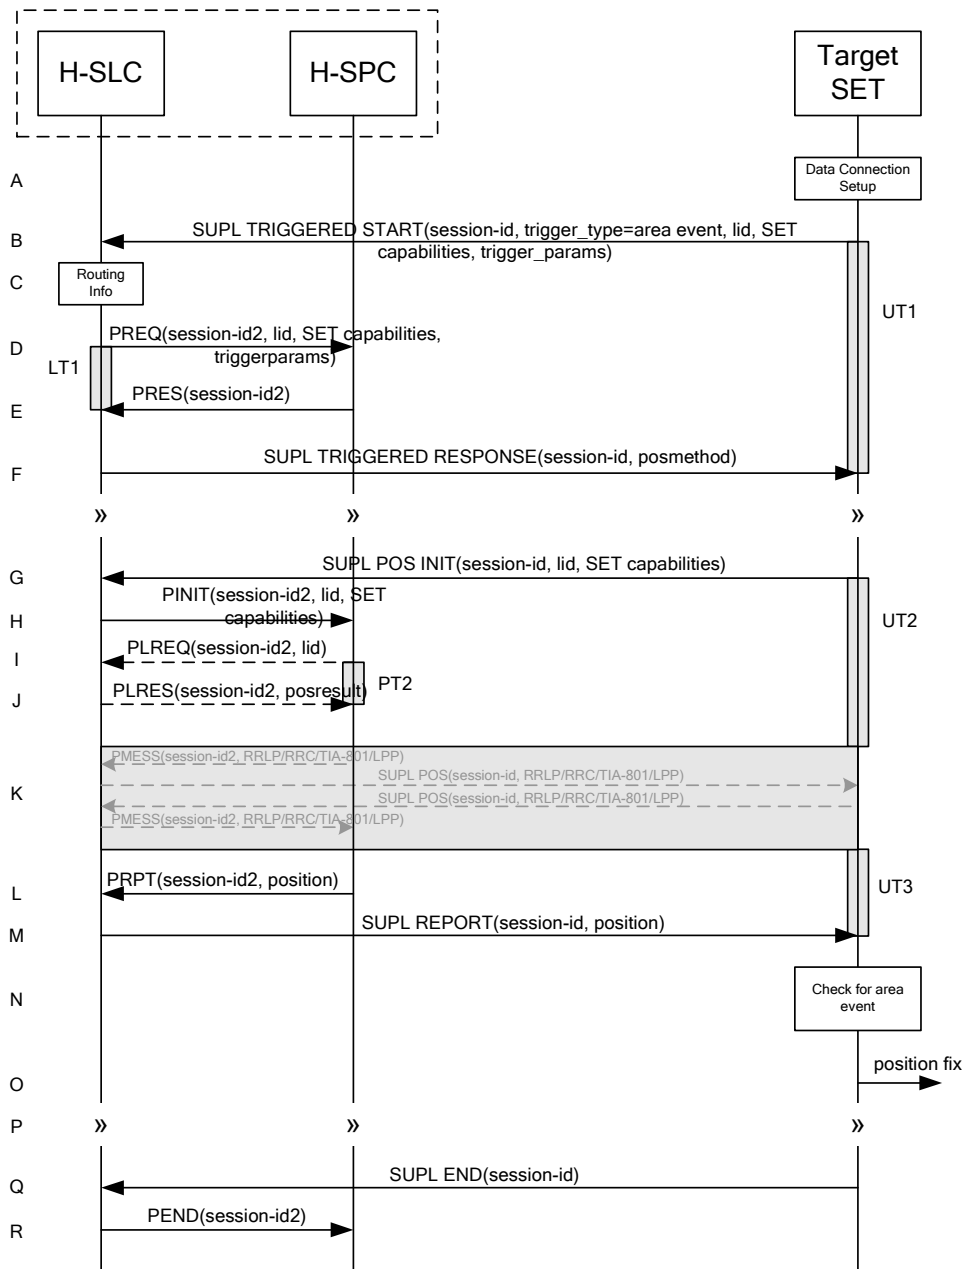 H-SLC
H-SPC
Target
SET
A
Data Connection
Setup
B
SUPL TRIGGERED START(session-id, trigger_type=area event, lid, SET
capabilities, trigger_params)
C
Routing
Info
UT1
D
PREQ(session-id2, lid, SET capabilities,
triggerparams)
LT1
PRES(session-id2)
E
SUPL TRIGGERED RESPONSE(session-id, posmethod)
F
» » »
SUPL POS INIT(session-id, lid, SET capabilities)
G
PINIT(session-id2, lid, SET
capabilities)
H
UT2
PLREQ(session-id2, lid)
I
PLRES(session-id2, posresult)
PT2
J
PMESS(session-id2, RRLP/RRC/TIA-801/LPP)
SUPL POS(session-id, RRLP/RRC/TIA-801/LPP)
K
SUPL POS(session-id, RRLP/RRC/TIA-801/LPP)
PMESS(session-id2, RRLP/RRC/TIA-801/LPP)
PRPT(session-id2, position)
L
UT3
SUPL REPORT(session-id, position)
M
N
Check for area
event
position fix
O
P
» » »
SUPL END(session-id)
Q
PEND(session-id2)
R